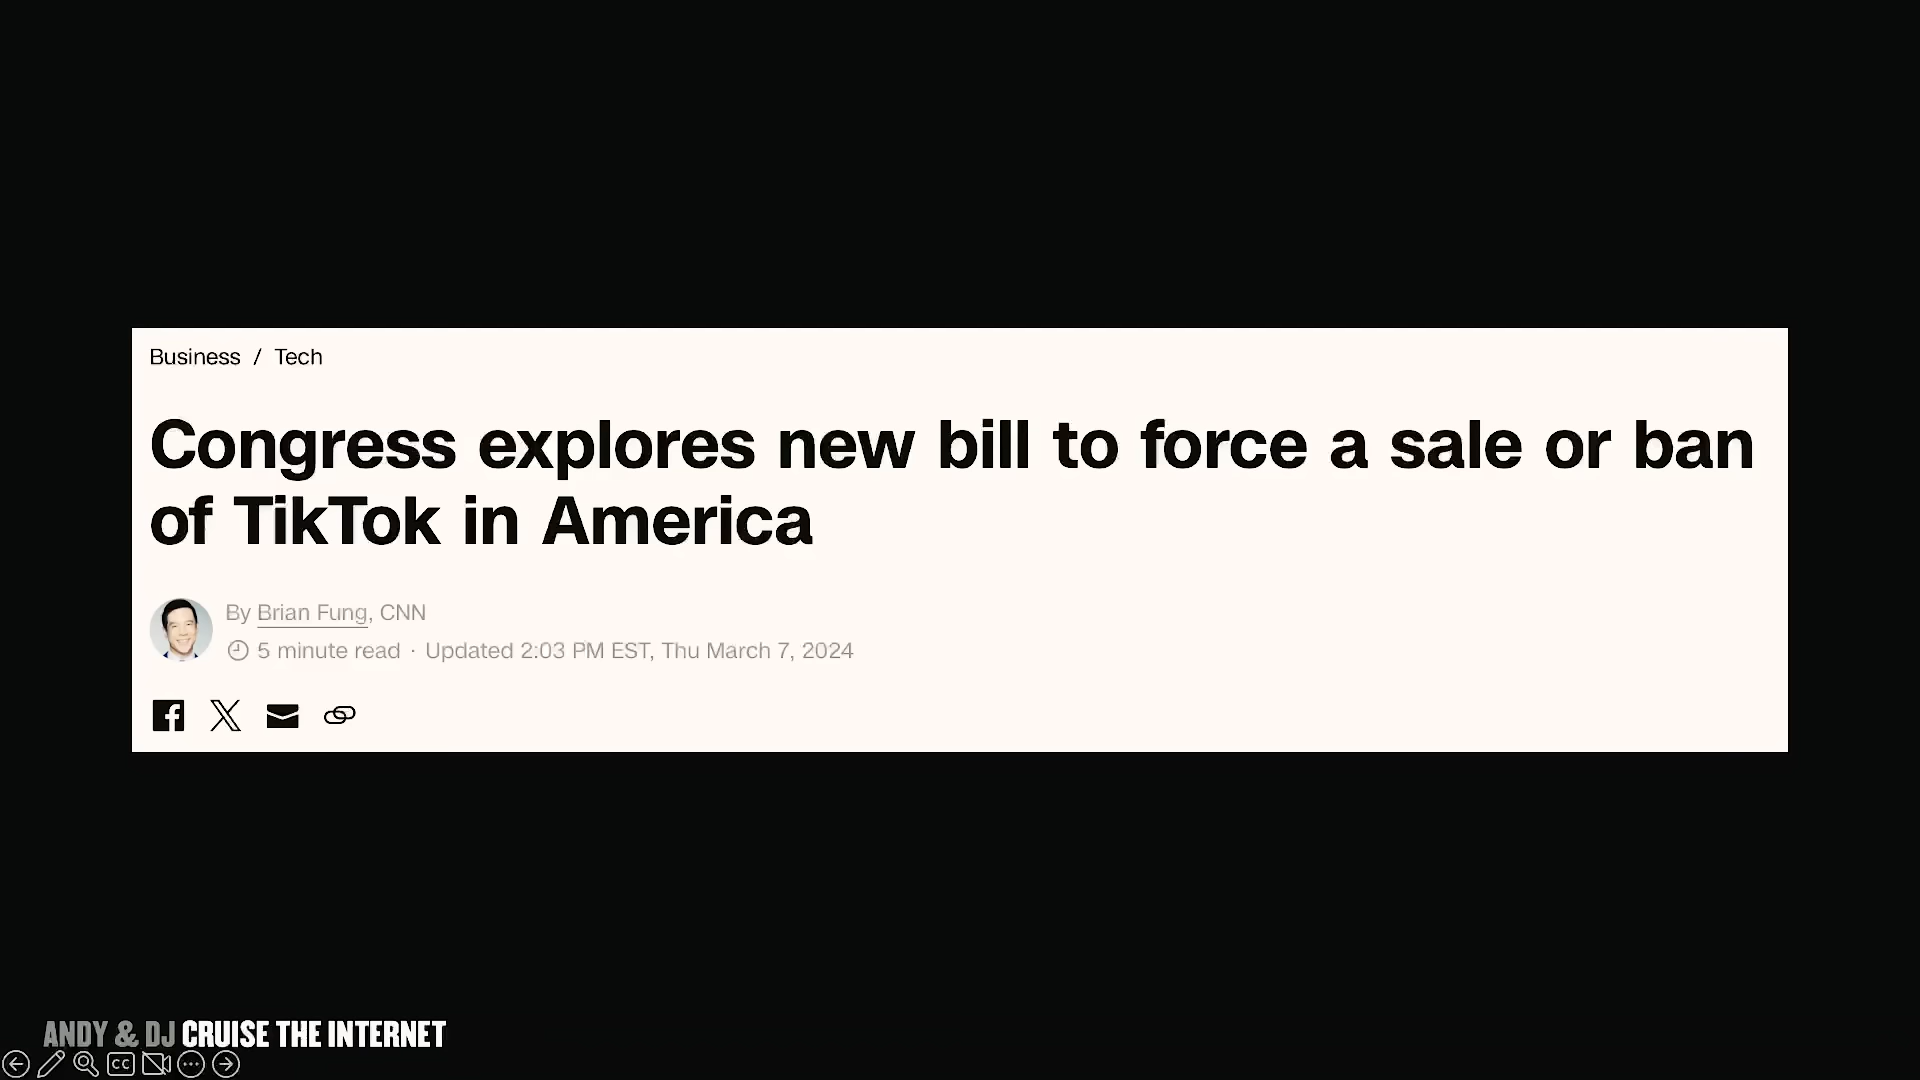 Business / Tech
Congress explores new bill to force a sale or ban
of TikTok in America
By Brian Fung, CNN
5 minute read · Updated 2:03 PM EST, Thu March 7, 2024
ANDY & DJ CRUISE THE INTERNET
CC